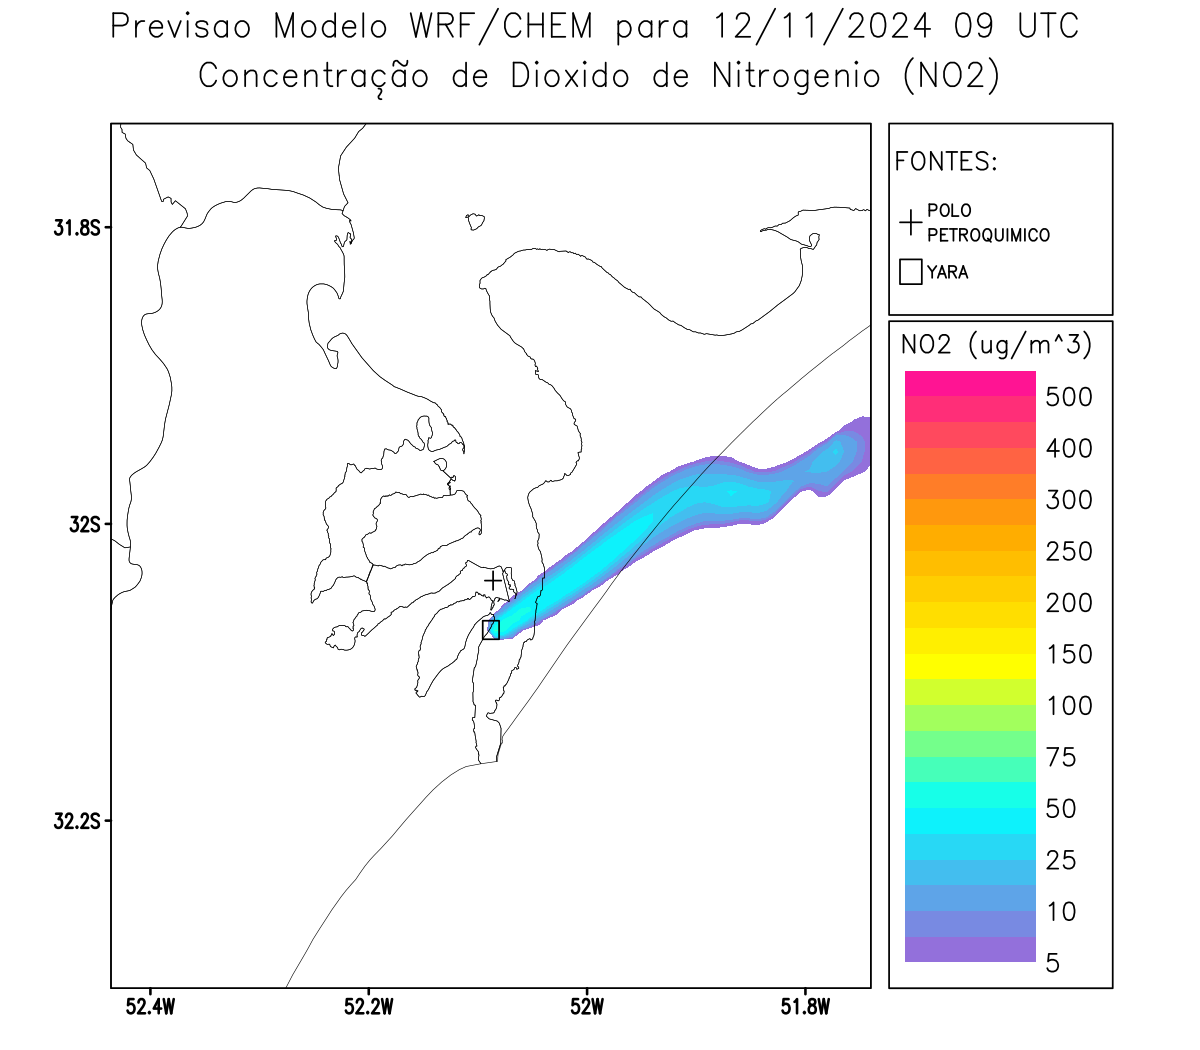 Previsao Modelo WRF/CHEM para 12/11/2024 09 UTC
Concentração de Dioxido de Nitrogenio (NO2)
FONTES:
POLO
PETROQUIMICO
YARA
NO2 (ug/m^3)
500
400
300
250
200
150
100
75
50
25
10
5
31.8S
32S
32.2S
52.4W
52.2W
52W
51.8W